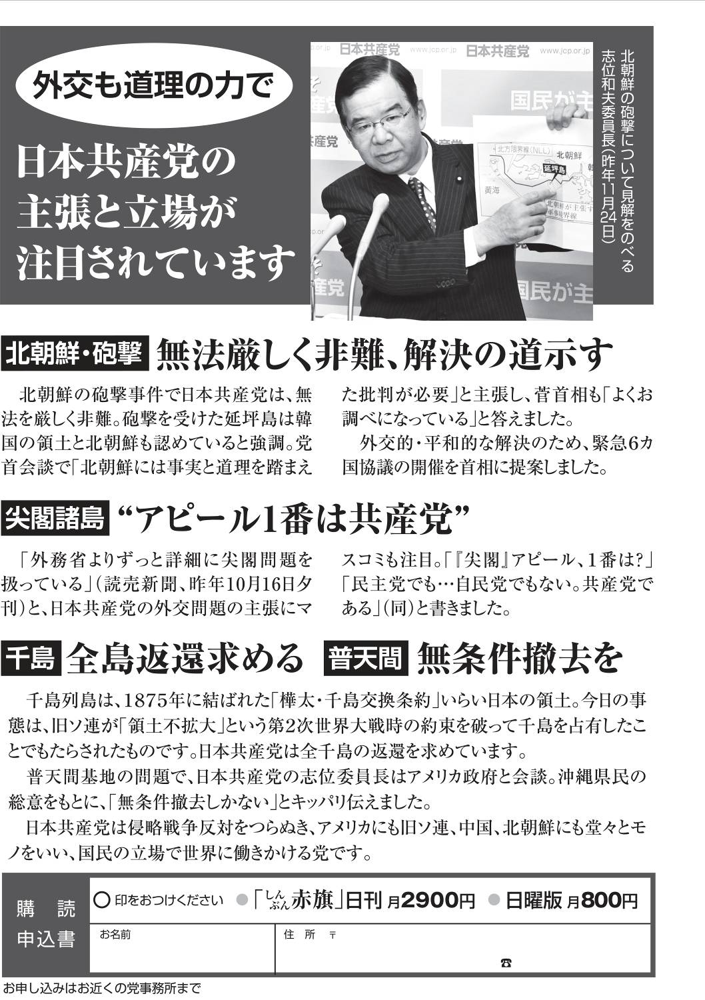 外交も道理の力で
日本共産党の
主張と立場が
注目されています
日本共産党 www.jcp.or.jp 日本共産党 www.jcp.or.jp
国民が主
北方限界線(NLL)
北朝鮮
延坪島
黄海
北朝鮮が主張す
軍事境界線
国民が主
北朝鮮の砲撃について見解をのべる
志位和夫委員長(昨年11月24日)
北朝鮮・砲撃 無法厳しく非難、解決の道示す
北朝鮮の砲撃事件で日本共産党は、無
法を厳しく非難。砲撃を受けた延坪島は韓
国の領土と北朝鮮も認めていると強調。党
首会談で「北朝鮮には事実と道理を踏まえ
た批判が必要」と主張し、菅首相も「よくお
調べになっている」と答えました。
外交的・平和的な解決のため、緊急6カ
国協議の開催を首相に提案しました。
尖閣諸島 “アピール1番は共産党”
「外務省よりずっと詳細に尖閣問題を
扱っている」(読売新聞、昨年10月16日夕
刊)と、日本共産党の外交問題の主張にマ
スコミも注目。「『尖閣』アピール、1番は?」
「民主党でも…自民党でもない。共産党で
ある」(同)と書きました。
千島 全島返還求める 普天間 無条件撤去を
千島列島は、1875年に結ばれた「樺太・千島交換条約」いらい日本の領土。今日の事
態は、旧ソ連が「領土不拡大」という第2次世界大戦時の約束を破って千島を占有したこ
とでもたらされたものです。日本共産党は全千島の返還を求めています。
普天間基地の問題で、日本共産党の志位委員長はアメリカ政府と会談。沖縄県民の
総意をもとに、「無条件撤去しかない」とキッパリ伝えました。
日本共産党は侵略戦争反対をつらぬき、アメリカにも旧ソ連、中国、北朝鮮にも堂々とモ
ノをいい、国民の立場で世界に働きかける党です。
購読
申込書
○印をおつけください ●「しんぶん赤旗」日刊 月2900円 ●日曜版 月800円
お名前
住所 〒
☎
お申し込みはお近くの党事務所まで